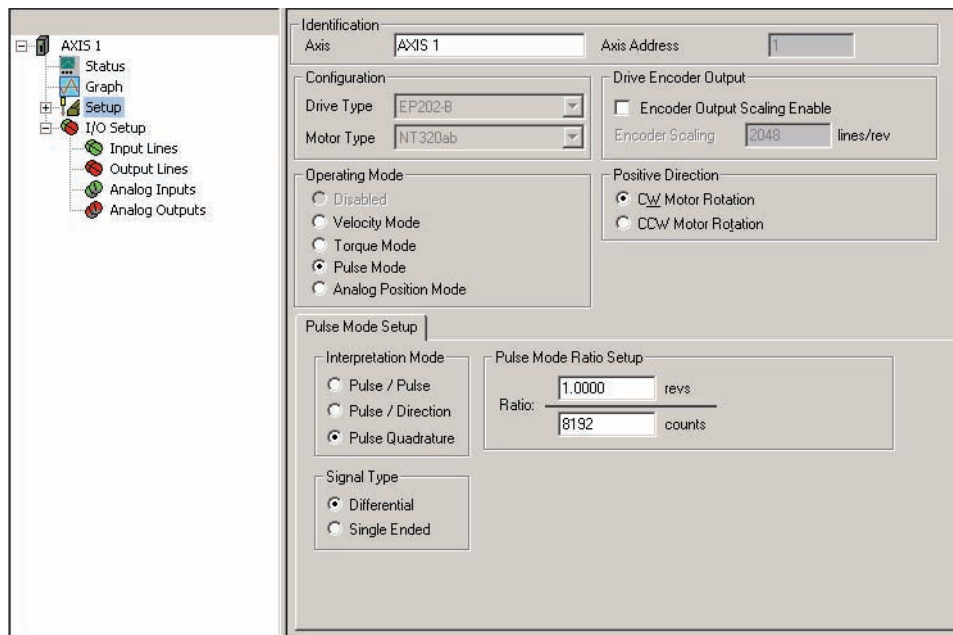 AXIS 1
Status
Graph
Setup
I/O Setup
Input Lines
Output Lines
Analog Inputs
Analog Outputs
Identification
Axis
AXIS 1
Axis Address
1
Configuration
Drive Type
EP202-B
Motor Type
NT320ab
Drive Encoder Output
Encoder Output Scaling Enable
Encoder Scaling
2048
lines/rev
Operating Mode
Disabled
Velocity Mode
Torque Mode
Pulse Mode
Analog Position Mode
Positive Direction
CW Motor Rotation
CCW Motor Rotation
Pulse Mode Setup
Interpretation Mode
Pulse / Pulse
Pulse / Direction
Pulse Quadrature
Pulse Mode Ratio Setup
Ratio:
1.0000
revs
8192
counts
Signal Type
Differential
Single Ended